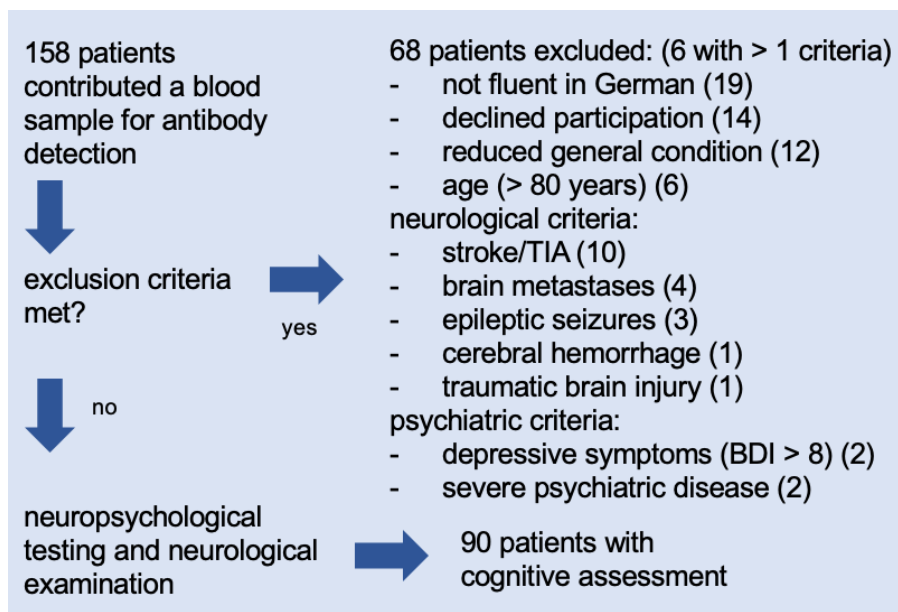 158 patients
contributed a blood
sample for antibody
detection
exclusion criteria
met?
yes
no
neuropsychological
testing and neurological
examination
68 patients excluded: (6 with > 1 criteria)
- not fluent in German (19)
- declined participation (14)
- reduced general condition (12)
- age (> 80 years) (6)
neurological criteria:
- stroke/TIA (10)
- brain metastases (4)
- epileptic seizures (3)
- cerebral hemorrhage (1)
- traumatic brain injury (1)
psychiatric criteria:
- depressive symptoms (BDI > 8) (2)
- severe psychiatric disease (2)
90 patients with
cognitive assessment